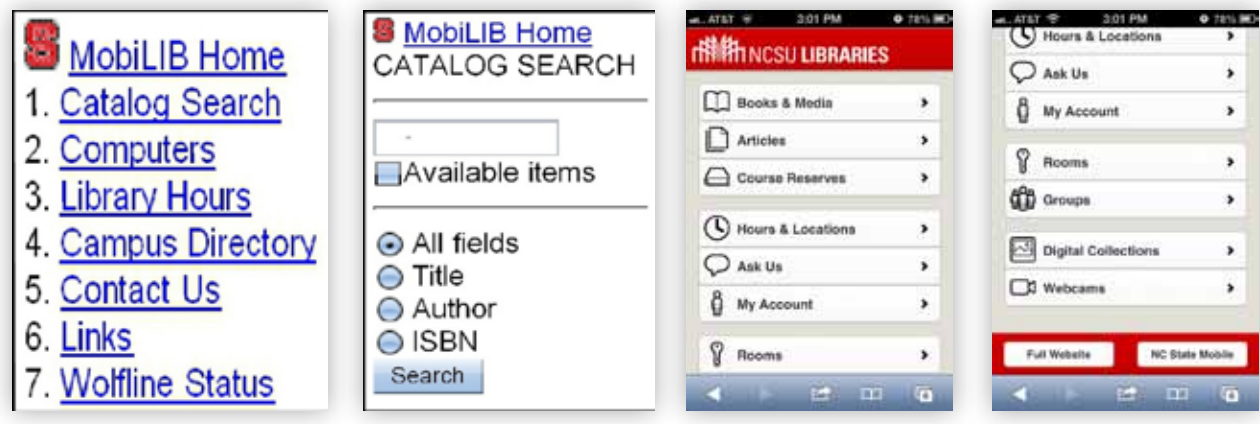 S MobiLIB Home
1. Catalog Search
2. Computers
3. Library Hours
4. Campus Directory
5. Contact Us
6. Links
7. Wolfline Status
S MobiLIB Home
CATALOG SEARCH
-
Available items
All fields
Title
Author
ISBN
Search
AT&T 3:01 PM 78%
NCSU LIBRARIES
Books & Media
Articles
Course Reserves
Hours & Locations
Ask Us
My Account
Rooms
AT&T 3:01 PM 78%
Hours & Locations
Ask Us
My Account
Rooms
Groups
Digital Collections
Webcams
Full Website NC State Mobile